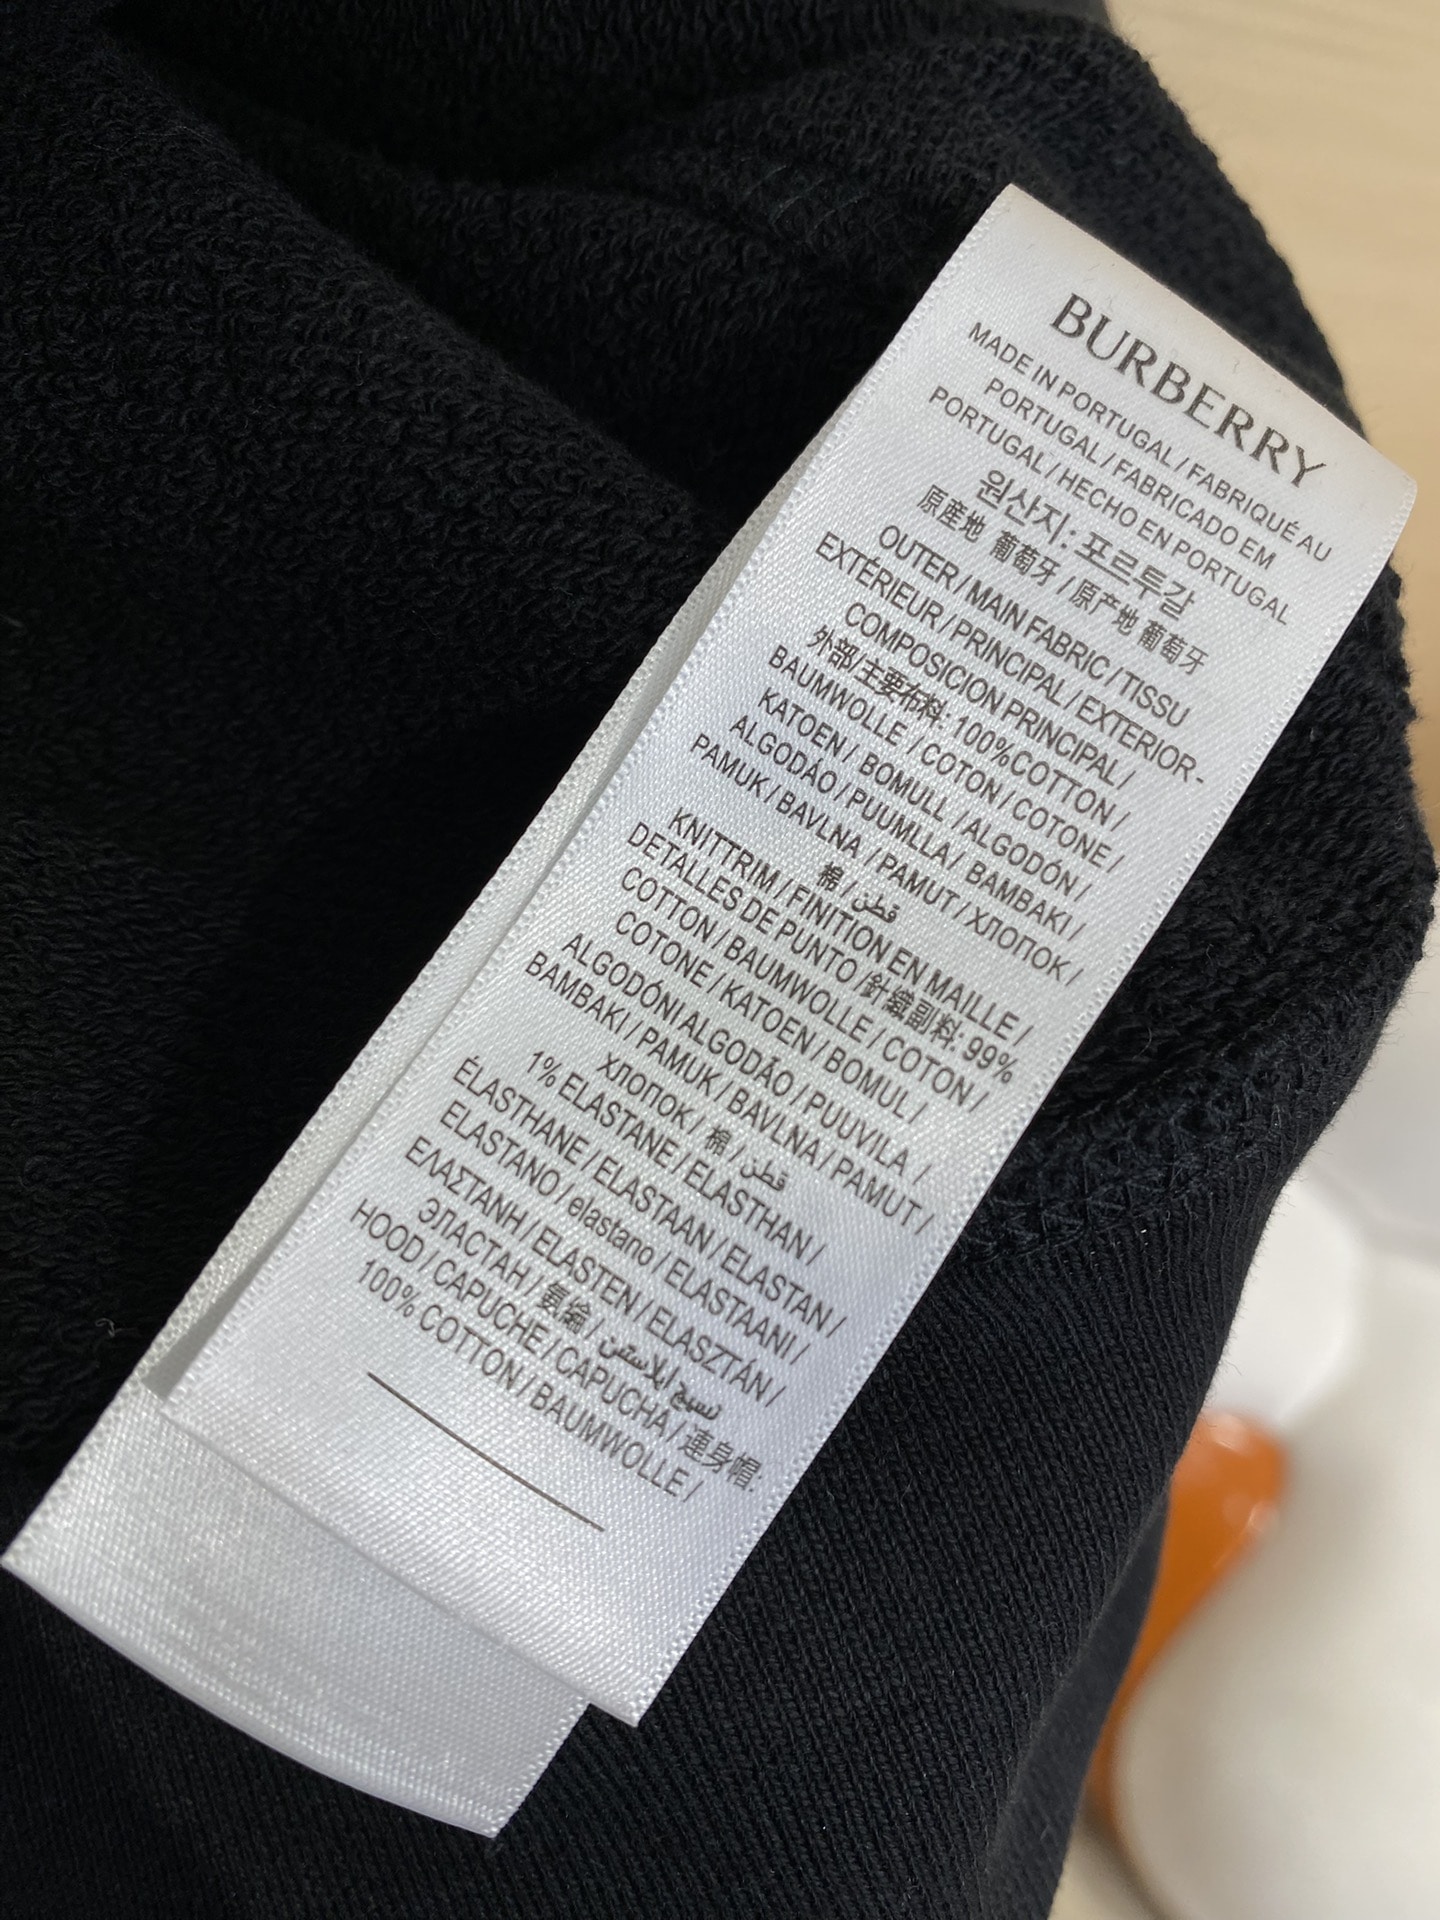 BURBERRY
MADE IN PORTUGAL / FABRIQUÉ AU
PORTUGAL / FABRICADO EM
PORTUGAL / HECHO EN PORTUGAL
원산지: 포르투갈
原産地 葡萄牙 / 原产地 葡萄牙
OUTER / MAIN FABRIC / TISSU
EXTÉRIEUR / PRINCIPAL / EXTERIOR-
COMPOSICION PRINCIPAL /
外部/主要布料: 100%COTTON /
BAUMWOLLE / COTON / COTONE /
KATOEN / BOMULL / ALGODÓN /
ALGODÁO / PUUMLLA / BAMBAKI /
PAMUK / BAVLNA / PAMUT / ХЛОПОК /
棉 / قطن
KNITTRIM / FINITION EN MAILLE /
DETALLES DE PUNTO /針織副料: 99%
COTTON / BAUMWOLLE / COTON /
COTONE / KATOEN / BOMUL /
ALGODÓNI ALGODÃO / PUUVILA /
BAMBAKI / PAMUK / BAVLNA / PAMUT /
ХЛОПОК / 棉 / قطن
1% ELASTANE / ELASTHAN /
ÉLASTHANE / ELASTAAN / ELASTAN /
ELASTANO / elastano / ELASTAANI /
ΕΛΑΣΤΑΝΗ / ELASTEN / ELASZTÁN /
ЭЛАСТАН / 氨綸 / نسيج ايلاستين
HOOD / CAPUCHE / CAPUCHA / 連身帽:
100% COTTON / BAUMWOLLE /